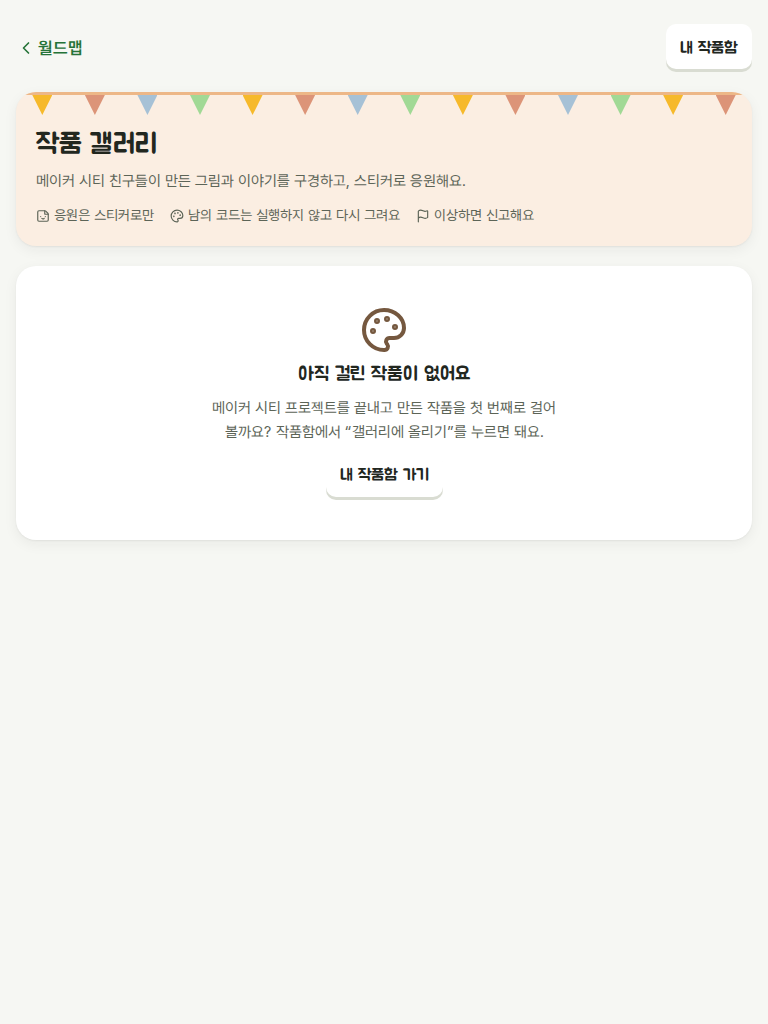 월드맵
내 작품함
작품 갤러리
메이커 시티 친구들이 만든 그림과 이야기를 구경하고, 스티커로 응원해요.
응원은 스티커로만 남의 코드는 실행하지 않고 다시 그려요 이상하면 신고해요
아직 걸린 작품이 없어요
메이커 시티 프로젝트를 끝내고 만든 작품을 첫 번째로 걸어
볼까요? 작품함에서 “갤러리에 올리기”를 누르면 돼요.
내 작품함 가기